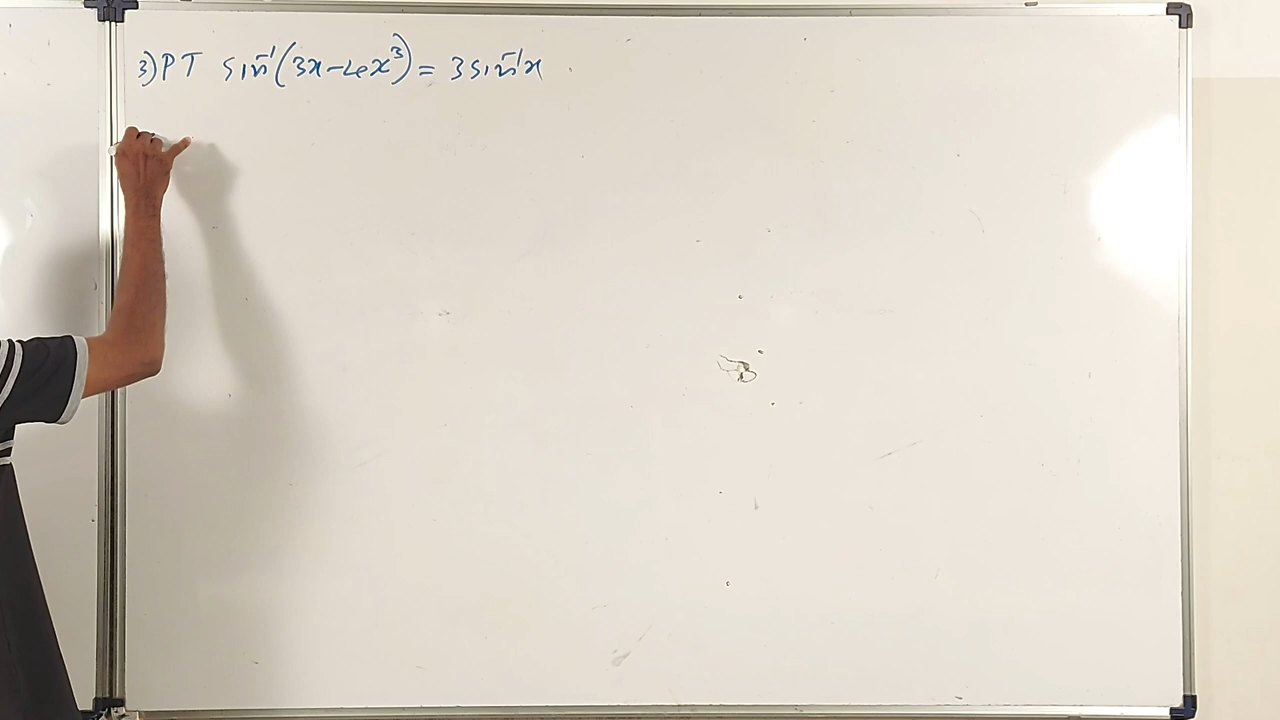 3) PT sin⁻¹(3x-4x³) = 3sin⁻¹x